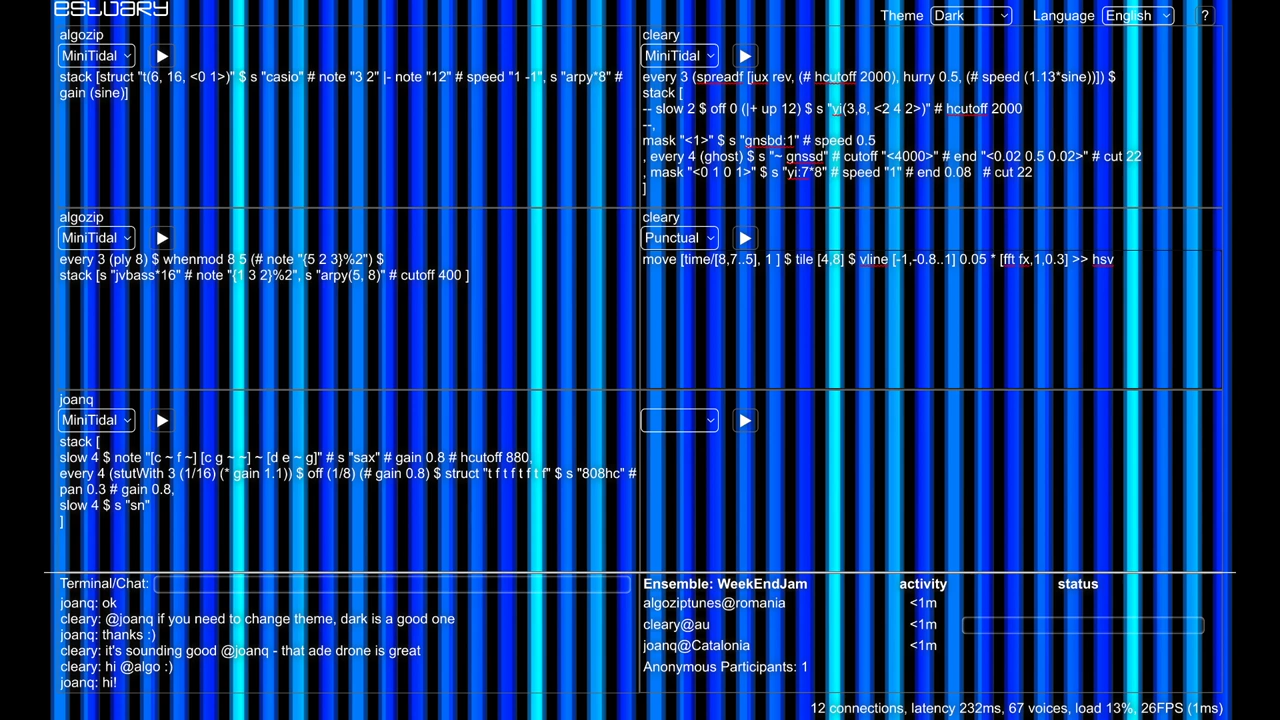 estuary
Theme Dark Language English ?
algozip
MiniTidal
stack [struct "t(6, 16, <0 1>)" $ s "casio" # note "3 2" |- note "12" # speed "1 -1", s "arpy*8" #
gain (sine)]
cleary
MiniTidal
every 3 (spreadf [jux rev, (# hcutoff 2000), hurry 0.5, (# speed (1.13*sine))]) $
stack [
-- slow 2 $ off 0 (|+ up 12) $ s "yi(3,8, <2 4 2>)" # hcutoff 2000
--,
mask "<1>" $ s "gnsbd:1" # speed 0.5
, every 4 (ghost) $ s "~ gnssd" # cutoff "<4000>" # end "<0.02 0.5 0.02>" # cut 22
, mask "<0 1 0 1>" $ s "yi:7*8" # speed "1" # end 0.08 # cut 22
]
algozip
MiniTidal
every 3 (ply 8) $ whenmod 8 5 (# note "{5 2 3}%2") $
stack [s "jvbass*16" # note "{1 3 2}%2", s "arpy(5, 8)" # cutoff 400 ]
cleary
Punctual
move [time/[8,7..5], 1 ] $ tile [4,8] $ vline [-1,-0.8..1] 0.05 * [fft fx,1,0.3] >> hsv
joanq
MiniTidal
stack [
slow 4 $ note "[c ~ f ~] [c g ~ ~] ~ [d e ~ g]" # s "sax" # gain 0.8 # hcutoff 880,
every 4 (stutWith 3 (1/16) (* gain 1.1)) $ off (1/8) (# gain 0.8) $ struct "t f t f t f t f" $ s "808hc" #
pan 0.3 # gain 0.8,
slow 4 $ s "sn"
]
Terminal/Chat:
joanq: ok
cleary: @joanq if you need to change theme, dark is a good one
joanq: thanks :)
cleary: it's sounding good @joanq - that ade drone is great
cleary: hi @algo :)
joanq: hi!
Ensemble: WeekEndJam activity status
algoziptunes@romania <1m
cleary@au <1m
joanq@Catalonia <1m
Anonymous Participants: 1
12 connections, latency 232ms, 67 voices, load 13%, 26FPS (1ms)